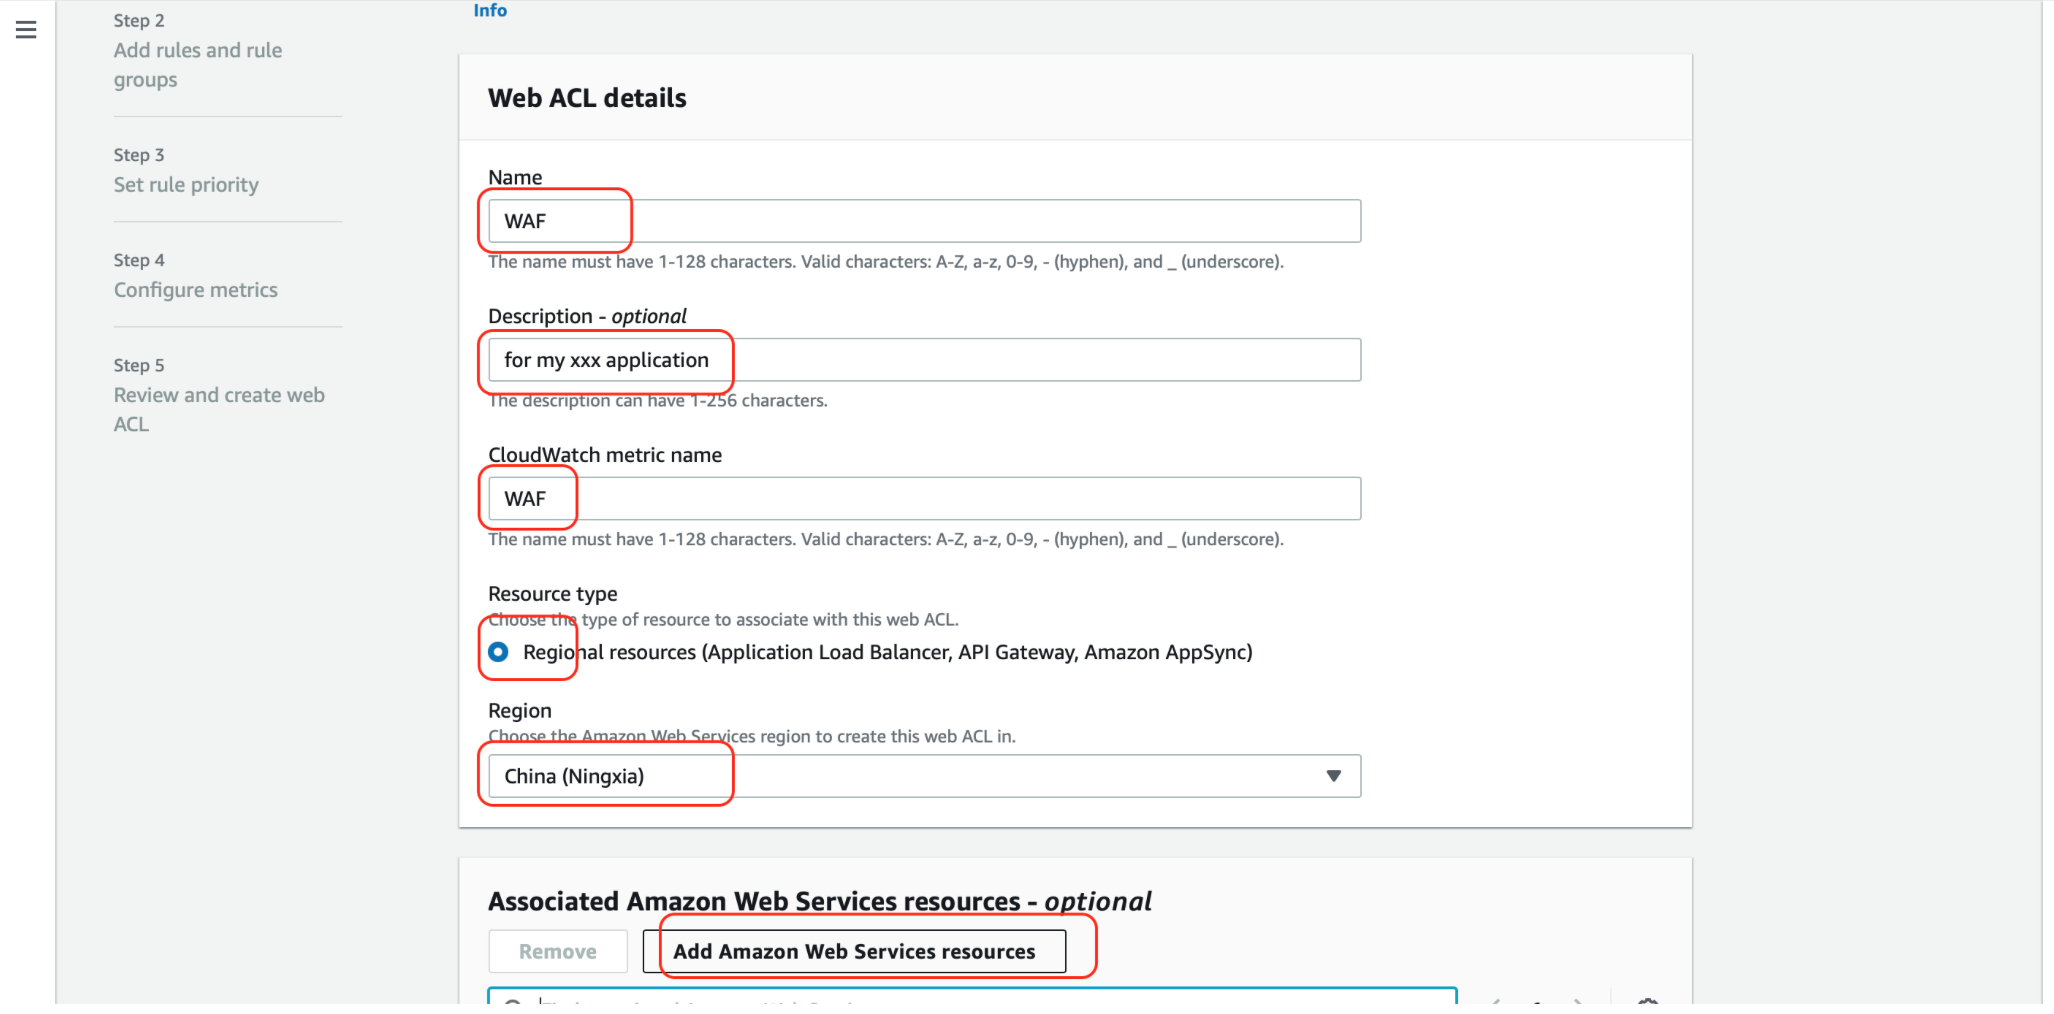 Info
Step 2
Add rules and rule
groups
Step 3
Set rule priority
Step 4
Configure metrics
Step 5
Review and create web
ACL
Web ACL details
Name
WAF
The name must have 1-128 characters. Valid characters: A-Z, a-z, 0-9, - (hyphen), and _ (underscore).
Description - optional
for my xxx application
The description can have 1-256 characters.
CloudWatch metric name
WAF
The name must have 1-128 characters. Valid characters: A-Z, a-z, 0-9, - (hyphen), and _ (underscore).
Resource type
Choose the type of resource to associate with this web ACL.
Regional resources (Application Load Balancer, API Gateway, Amazon AppSync)
Region
Choose the Amazon Web Services region to create this web ACL in.
China (Ningxia)
Associated Amazon Web Services resources - optional
Remove
Add Amazon Web Services resources